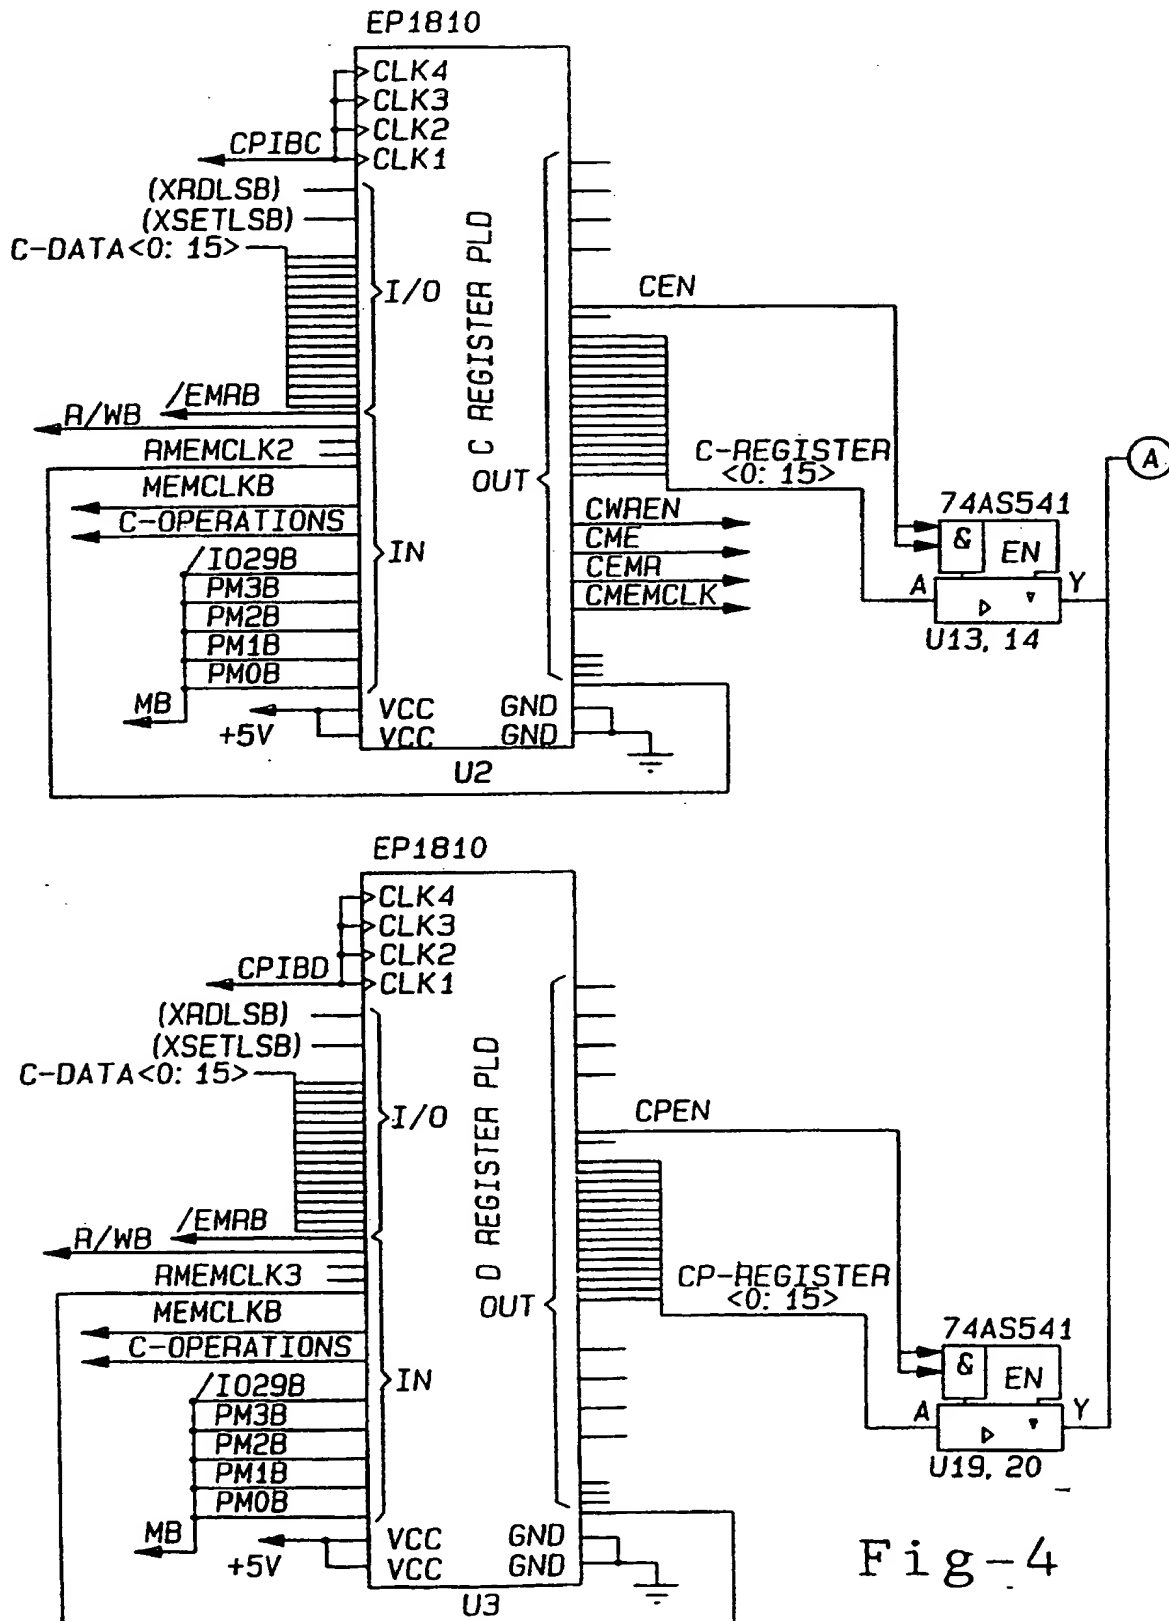 EP1810
CLK4
CLK3
CLK2
CPIBC
CLK1
(XRDLSB)
(XSETLSB)
C-DATA<0: 15>
I/O
C REGISTER PLD
CEN
/EMRB
R/WB
RMEMCLK2
MEMCLKB
C-OPERATIONS
OUT
C-REGISTER
<0: 15>
A
74AS541
&
EN
A
Y
U13, 14
CWREN
CME
CEMR
CMEMCLK
IN
/IO29B
PM3B
PM2B
PM1B
PM0B
MB
+5V
VCC
GND
VCC
GND
U2
EP1810
CLK4
CLK3
CLK2
CPIBD
CLK1
(XRDLSB)
(XSETLSB)
C-DATA<0: 15>
I/O
D REGISTER PLD
CPEN
/EMRB
R/WB
RMEMCLK3
MEMCLKB
C-OPERATIONS
OUT
CP-REGISTER
<0: 15>
74AS541
&
EN
A
Y
U19, 20
IN
/IO29B
PM3B
PM2B
PM1B
PM0B
MB
+5V
VCC
GND
VCC
GND
U3
Fig-4